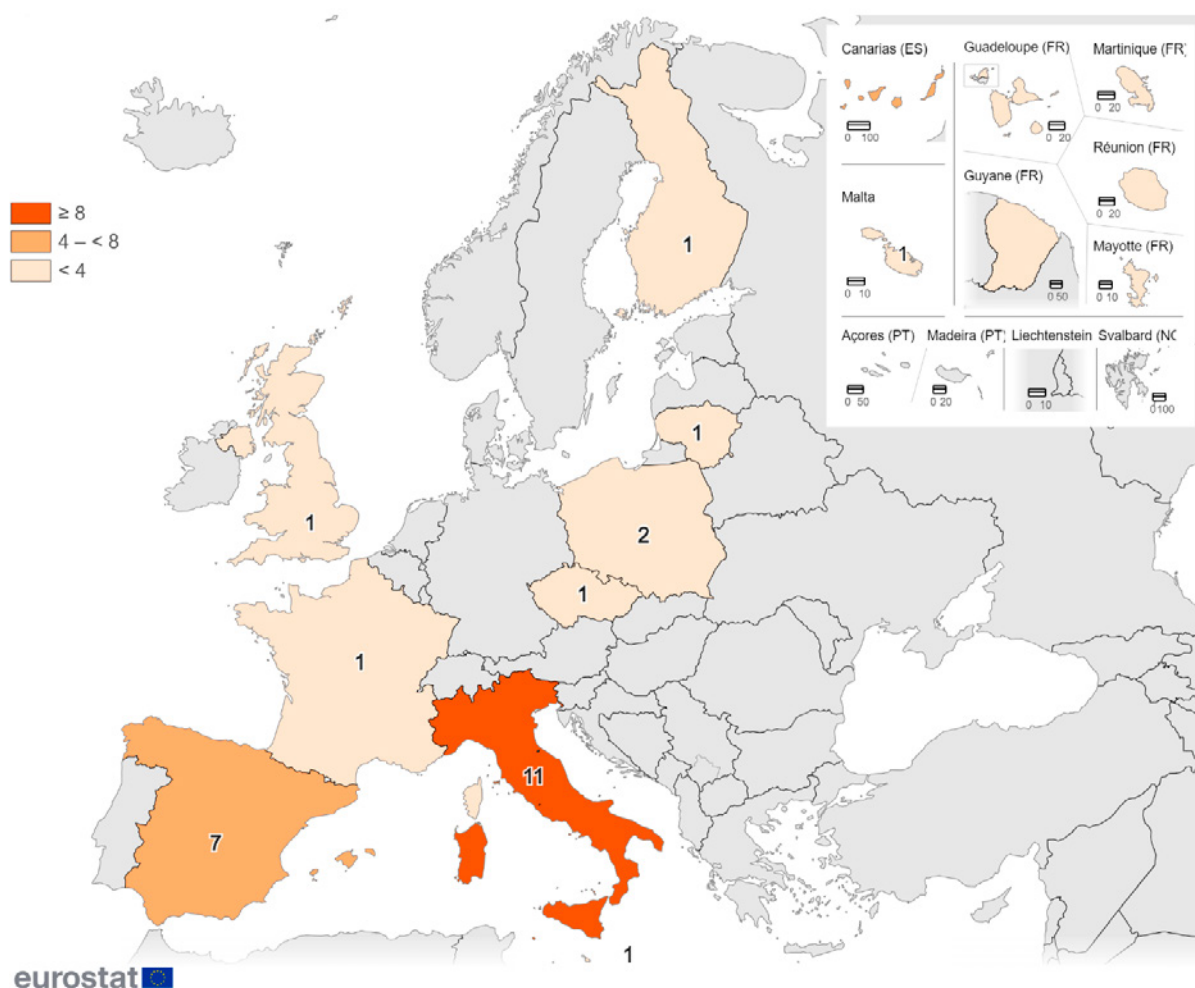 Canarias (ES)
0 100
Guadeloupe (FR)
0 20
Martinique (FR)
0 20
Réunion (FR)
0 20
Guyane (FR)
0 50
Malta
1
0 10
Mayotte (FR)
0 10
Açores (PT)
0 50
Madeira (PT)
0 20
Liechtenstein
0 10
Svalbard (NO
0100
≥ 8
4 – < 8
< 4
1
1
1
2
1
1
11
7
1
eurostat